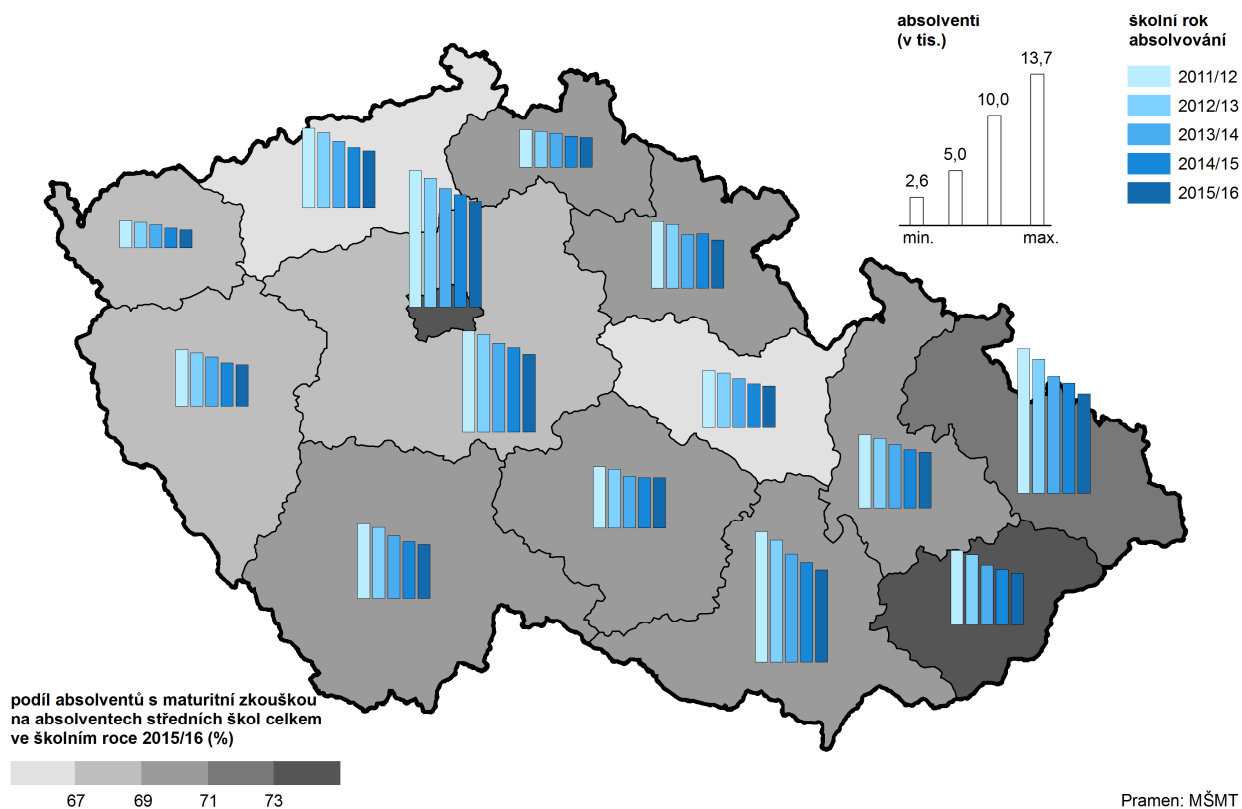 absolventi
(v tis.)
13,7
10,0
5,0
2,6
min.
max.
školní rok
absolvování
2011/12
2012/13
2013/14
2014/15
2015/16
podíl absolventů s maturitní zkouškou
na absolventech středních škol celkem
ve školním roce 2015/16 (%)
67
69
71
73
Pramen: MŠMT